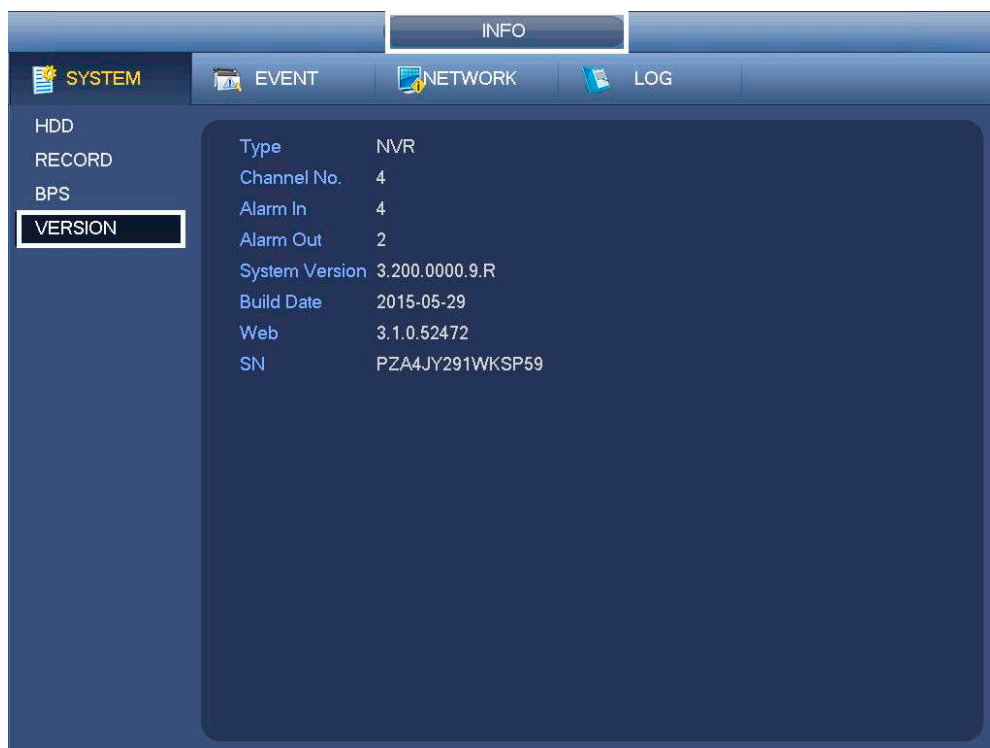 INFO
SYSTEM EVENT NETWORK LOG
HDD
RECORD
BPS
VERSION
Type NVR
Channel No. 4
Alarm In 4
Alarm Out 2
System Version 3.200.0000.9.R
Build Date 2015-05-29
Web 3.1.0.52472
SN PZA4JY291WKSP59